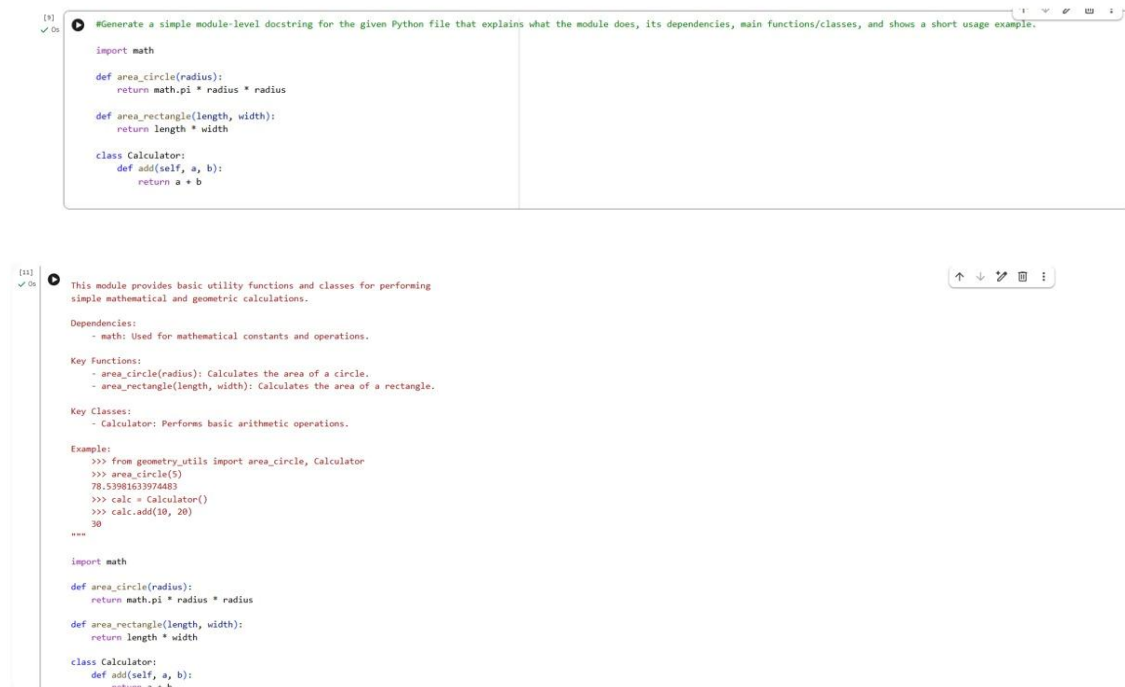 [9]
0s
#Generate a simple module-level docstring for the given Python file that explains what the module does, its dependencies, main functions/classes, and shows a short usage example.
import math
def area_circle(radius):
return math.pi * radius * radius
def area_rectangle(length, width):
return length * width
class Calculator:
def add(self, a, b):
return a + b
[11]
0s
This module provides basic utility functions and classes for performing
simple mathematical and geometric calculations.
Dependencies:
- math: Used for mathematical constants and operations.
Key Functions:
- area_circle(radius): Calculates the area of a circle.
- area_rectangle(length, width): Calculates the area of a rectangle.
Key Classes:
- Calculator: Performs basic arithmetic operations.
Example:
>>> from geometry_utils import area_circle, Calculator
>>> area_circle(5)
78.53981633974483
>>> calc = Calculator()
>>> calc.add(10, 20)
30
"""
import math
def area_circle(radius):
return math.pi * radius * radius
def area_rectangle(length, width):
return length * width
class Calculator:
def add(self, a, b):
return a + b